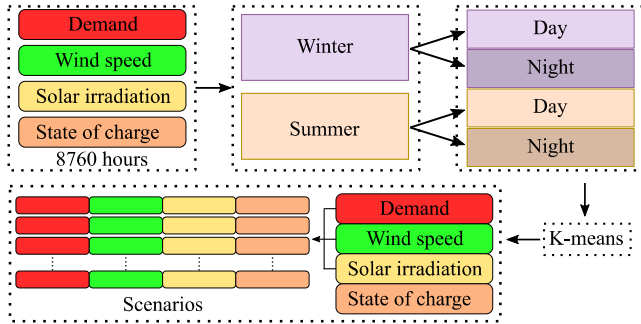 Demand
Wind speed
Solar irradiation
State of charge
8760 hours
Winter
Summer
Day
Night
Day
Night
K-means
Demand
Wind speed
Solar irradiation
State of charge
Scenarios